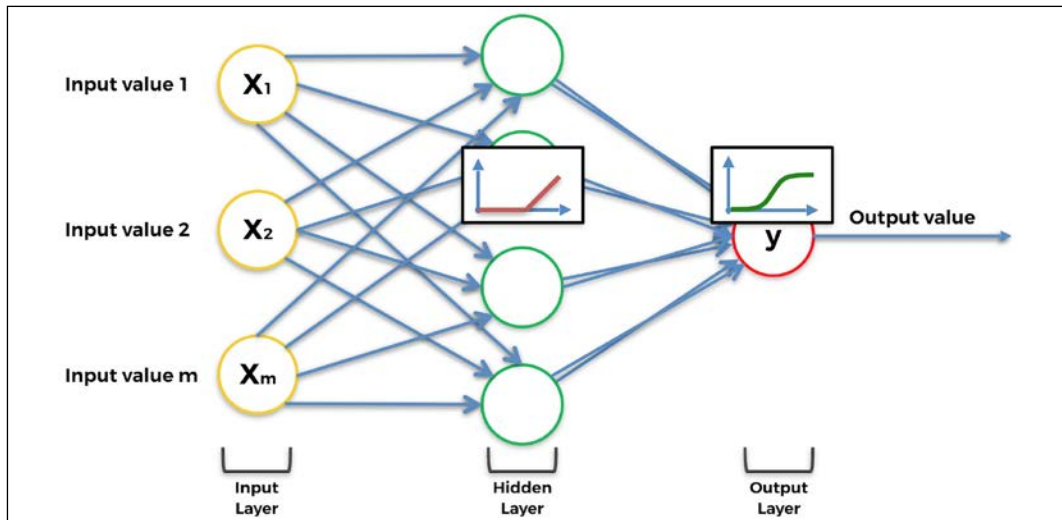 Input value 1
X1
Input value 2
X2
Input value m
Xm
y
Output value
Input
Layer
Hidden
Layer
Output
Layer